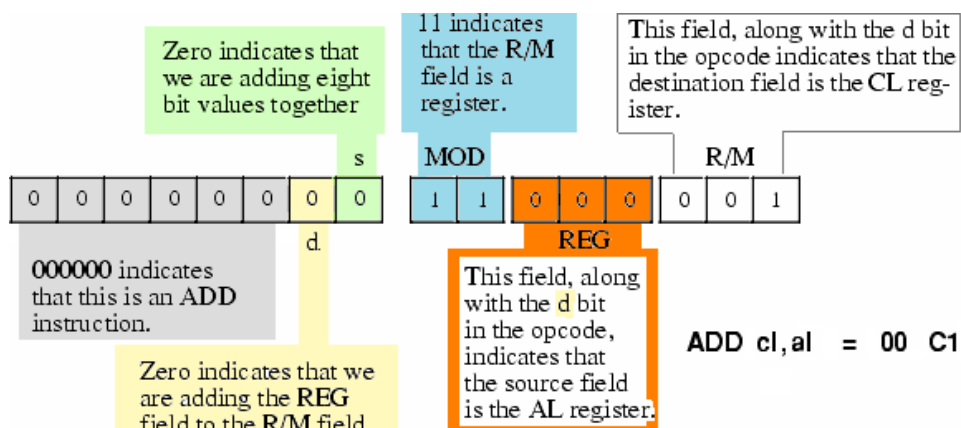 11 indicates
that the R/M
field is a
register.
Zero indicates that
we are adding eight
bit values together
This field, along with the d bit
in the opcode indicates that the
destination field is the CL reg-
ister.
s MOD R/M
0 0 0 0 0 0 0 0 1 1 0 0 0 0 0 1
d REG
000000 indicates
that this is an ADD
instruction.
This field, along
with the d bit
in the opcode,
indicates that
the source field
is the AL register.
ADD cl,al = 00 C1
Zero indicates that we
are adding the REG
field to the R/M field